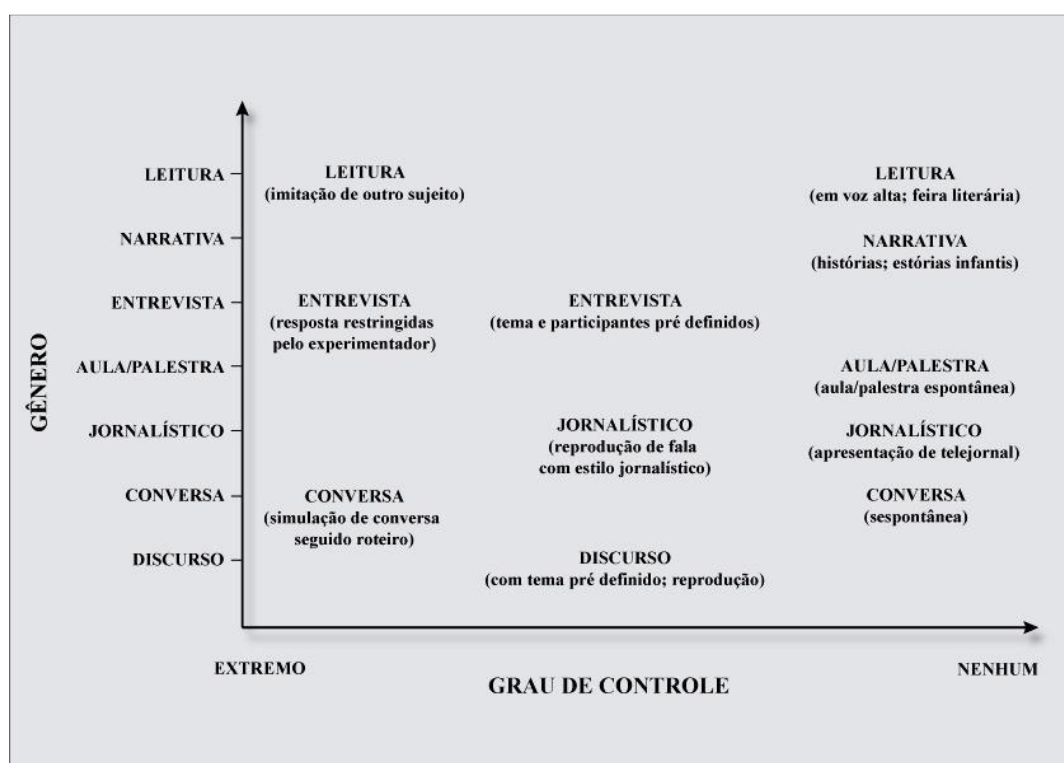 LEITURA
LEITURA
(imitação de outro sujeito)
LEITURA
(em voz alta; feira literária)
NARRATIVA
NARRATIVA
(histórias; estórias infantis)
ENTREVISTA
ENTREVISTA
(resposta restringidas
pelo experimentador)
ENTREVISTA
(tema e participantes pré definidos)
AULA/PALESTRA
AULA/PALESTRA
(aula/palestra espontânea)
GÊNERO
JORNALÍSTICO
JORNALÍSTICO
(reprodução de fala
com estilo jornalístico)
JORNALÍSTICO
(apresentação de telejornal)
CONVERSA
CONVERSA
(simulação de conversa
seguido roteiro)
CONVERSA
(sespontânea)
DISCURSO
DISCURSO
(com tema pré definido; reprodução)
EXTREMO
NENHUM
GRAU DE CONTROLE